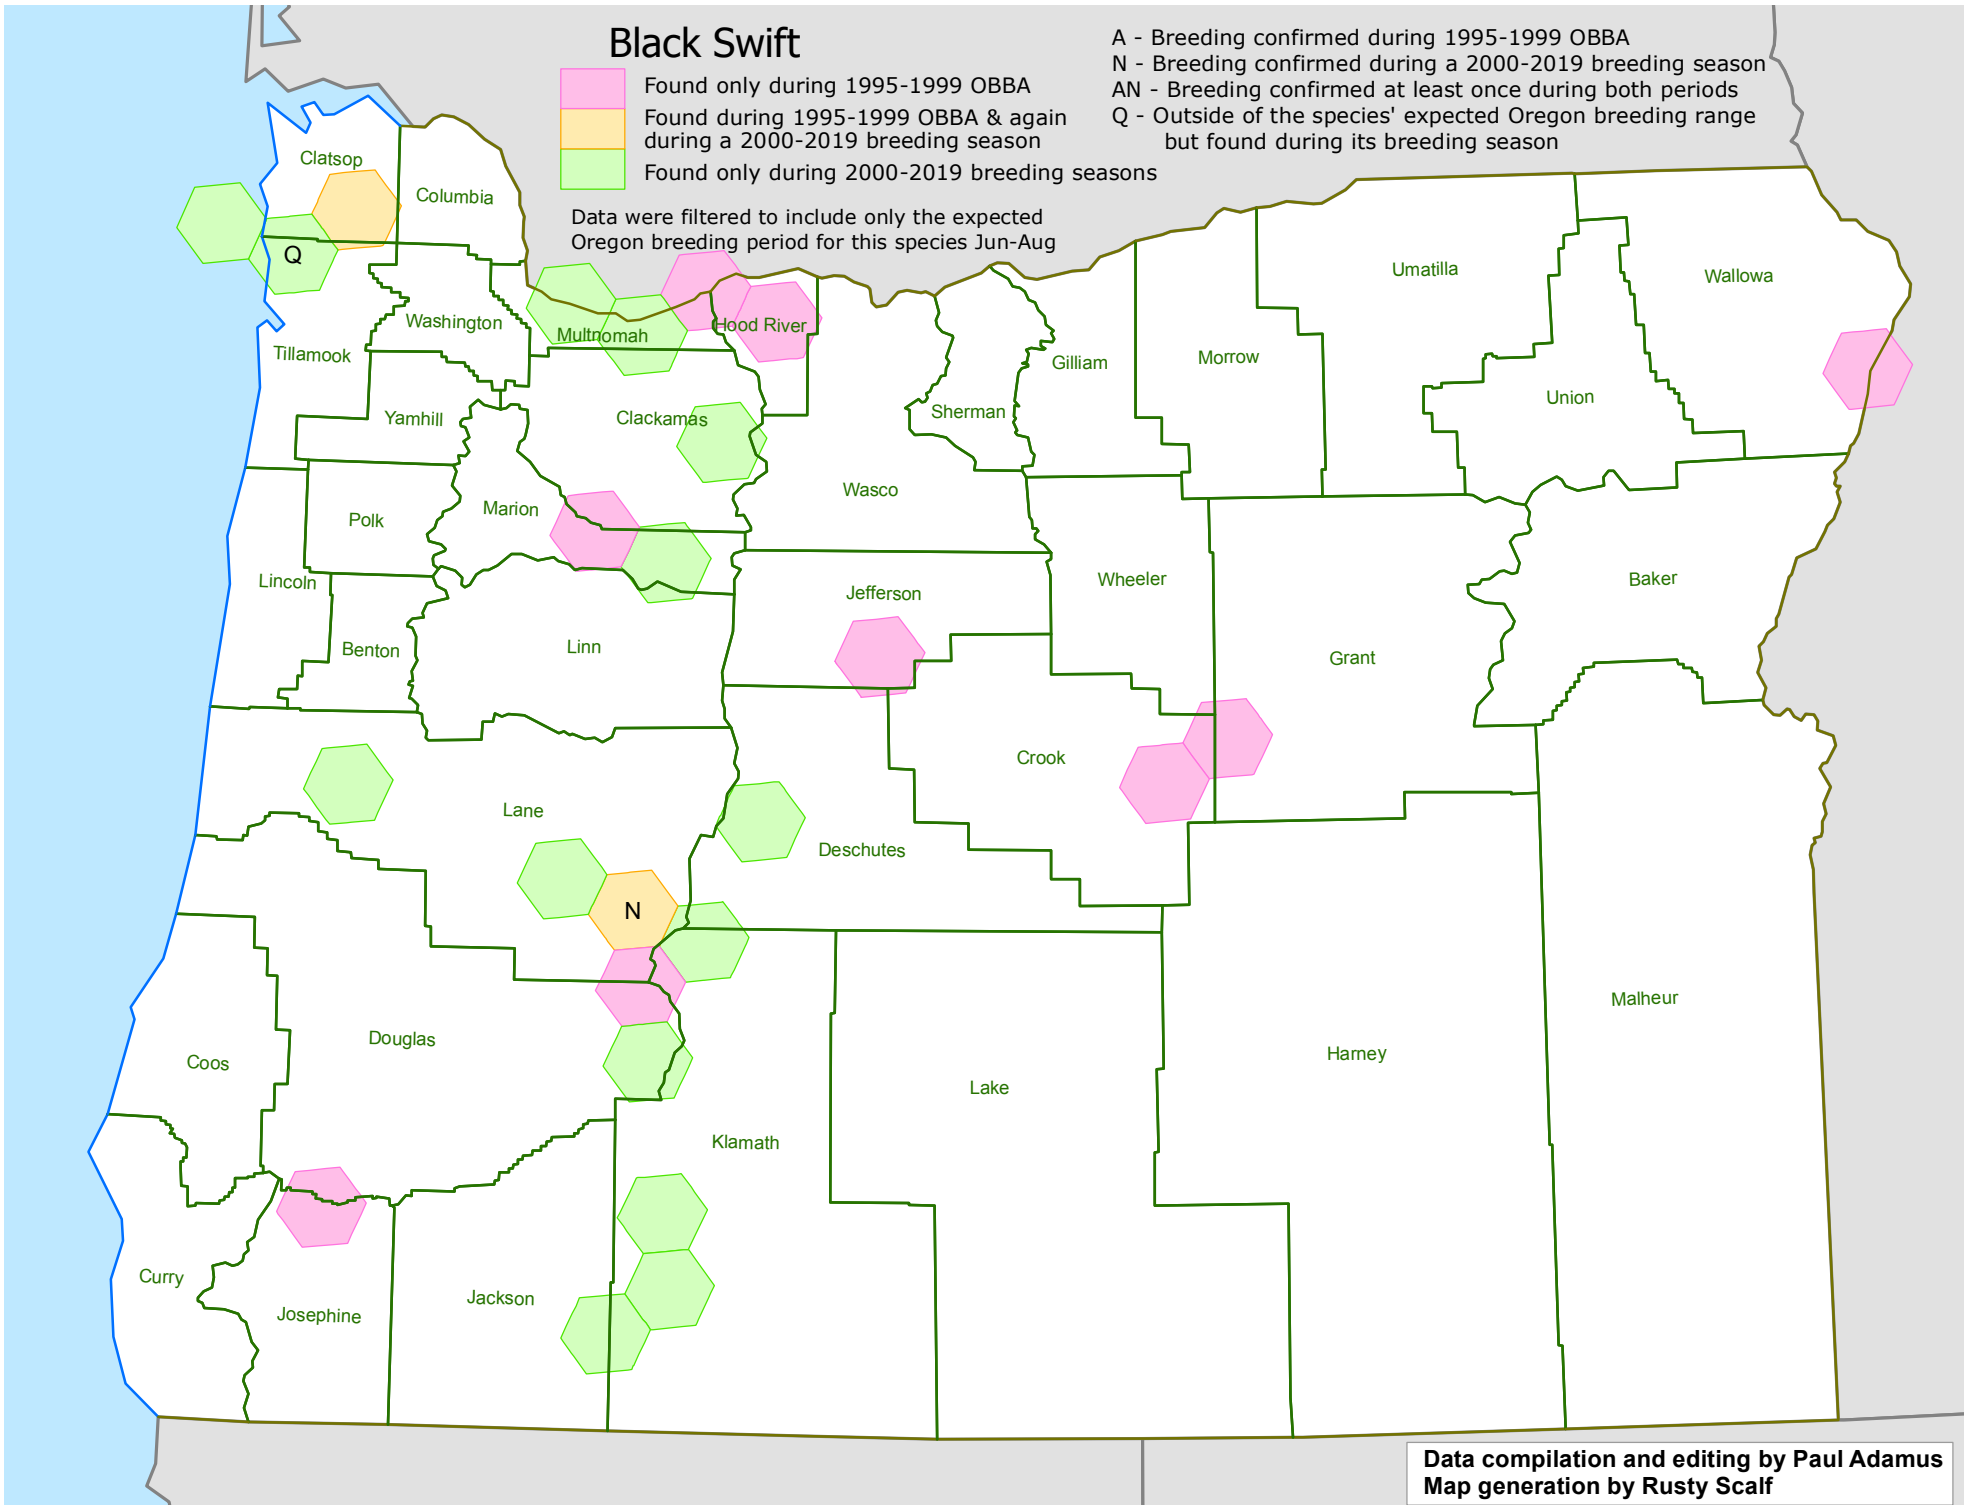 Black Swift
Found only during 1995-1999 OBBA
Found during 1995-1999 OBBA & again
during a 2000-2019 breeding season
Found only during 2000-2019 breeding seasons
Data were filtered to include only the expected
Oregon breeding period for this species Jun-Aug
A - Breeding confirmed during 1995-1999 OBBA
N - Breeding confirmed during a 2000-2019 breeding season
AN - Breeding confirmed at least once during both periods
Q - Outside of the species' expected Oregon breeding range
but found during its breeding season
Clatsop
Columbia
Q
Washington
Tillamook
Multnomah
Hood River
Yamhill
Clackamas
Sherman
Gilliam
Morrow
Umatilla
Union
Wallowa
Polk
Marion
Wasco
Lincoln
Benton
Linn
Jefferson
Wheeler
Grant
Baker
Lane
Crook
Deschutes
N
Douglas
Coos
Klamath
Lake
Harney
Malheur
Curry
Josephine
Jackson
Data compilation and editing by Paul Adamus
Map generation by Rusty Scalf